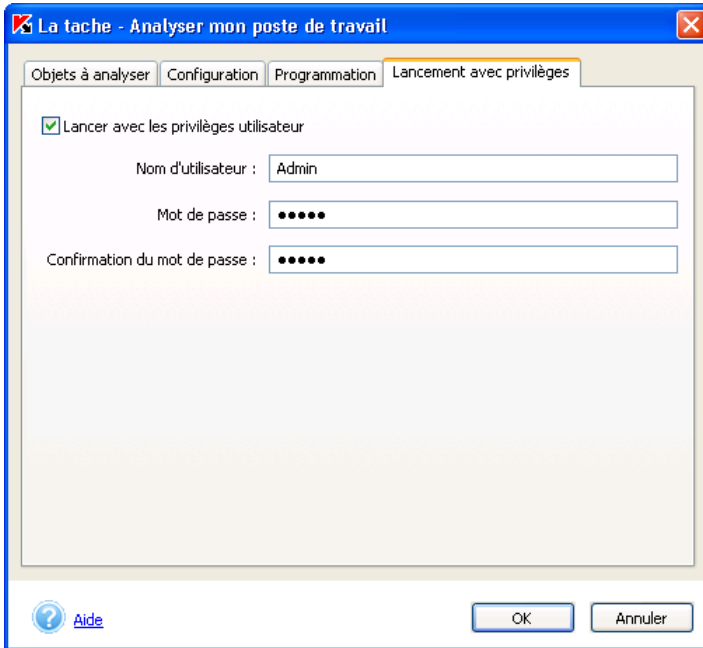 La tache - Analyser mon poste de travail
Objets à analyser Configuration Programmation Lancement avec privilèges
Lancer avec les privilèges utilisateur
Nom d'utilisateur : Admin
Mot de passe : •••••
Confirmation du mot de passe : •••••
? Aide OK Annuler